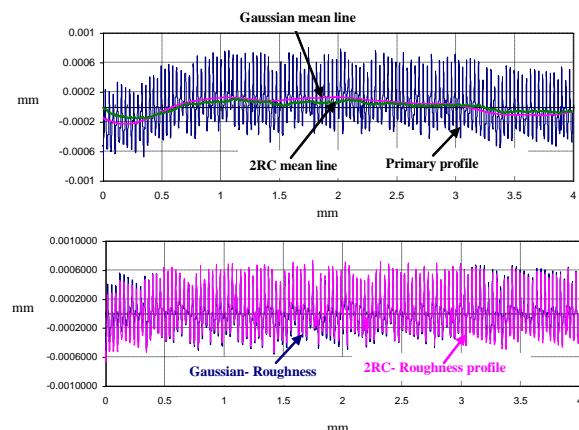 Gaussian mean line
0.001
0.0006
0.0002
-0.0002
-0.0006
-0.001
mm
2RC mean line
Primary profile
0 0.5 1 1.5 2 2.5 3 3.5 4
mm
0.0010000
0.0006000
0.0002000
-0.0002000
-0.0006000
-0.0010000
mm
Gaussian- Roughness
2RC- Roughness profile
0 0.5 1 1.5 2 2.5 3 3.5 4
mm